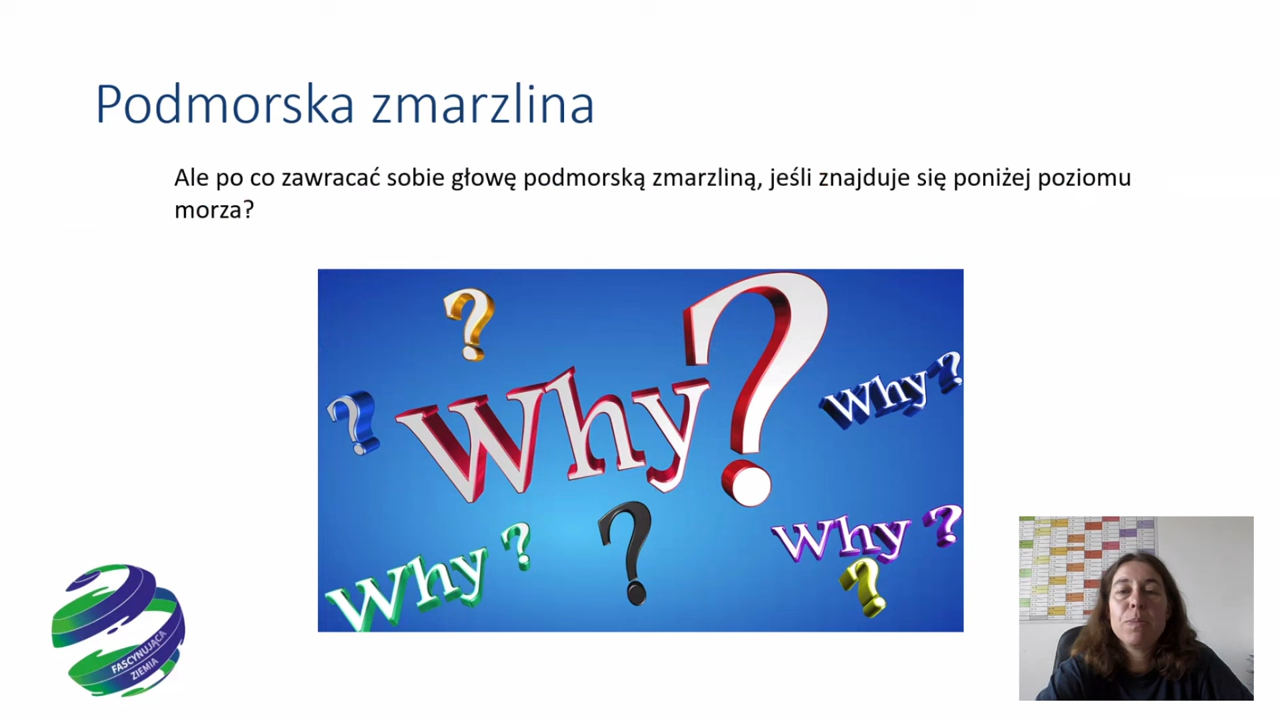 Podmorska zmarzlina
Ale po co zawracać sobie głowę podmorską zmarzliną, jeśli znajduje się poniżej poziomu
morza?
?
Why?
?
Why?
Why?
?
Why?
?
FASCYNUJĄCA
ZIEMIA